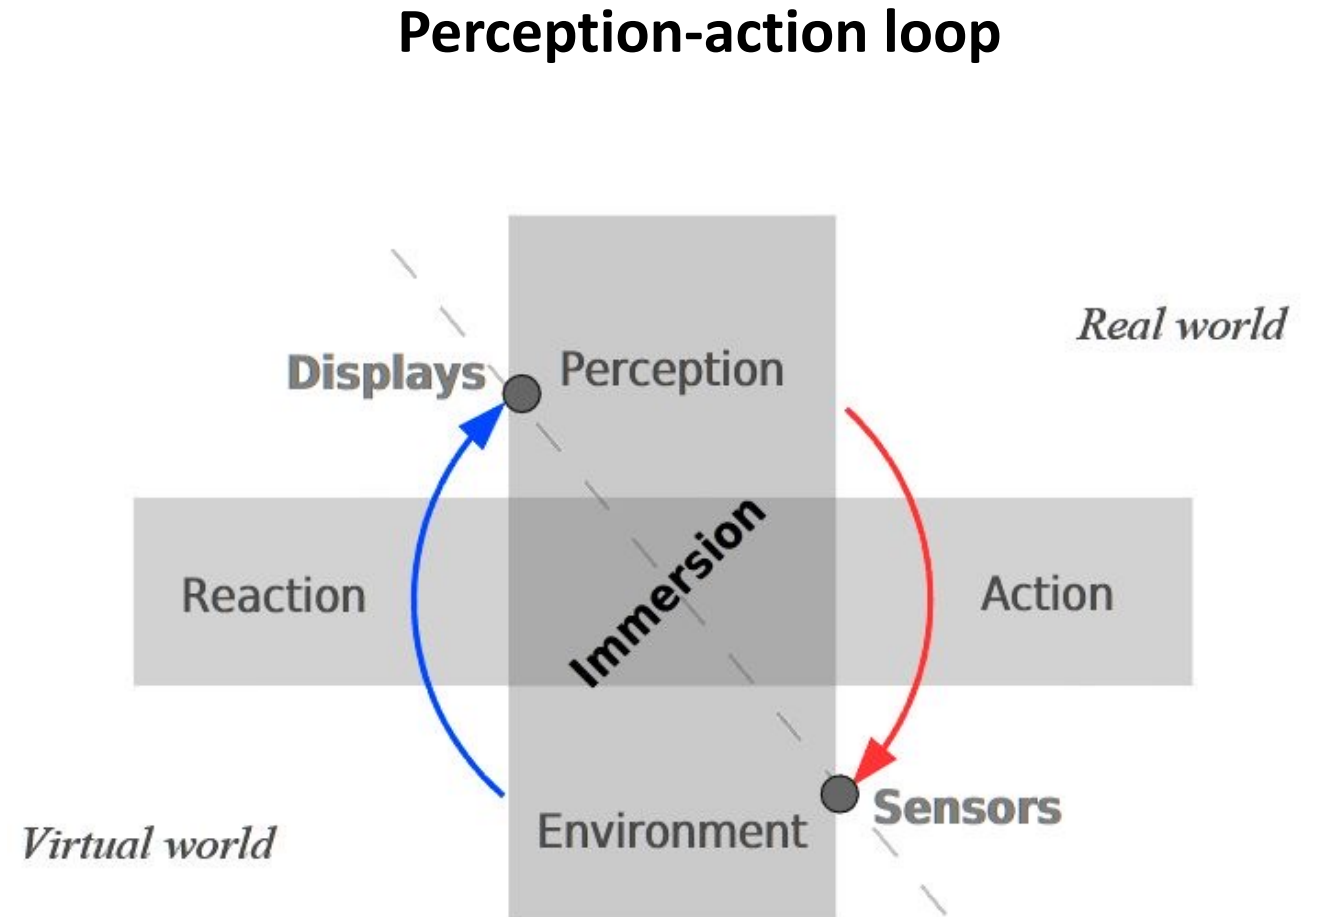 Perception-action loop
Real world
Displays
Perception
Immersion
Reaction
Action
Sensors
Environment
Virtual world